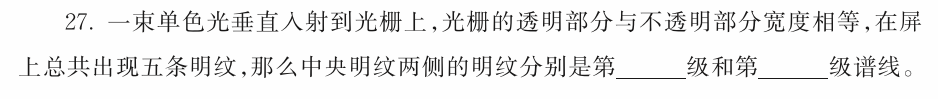 27. 一束单色光垂直入射到光栅上,光栅的透明部分与不透明部分宽度相等,在屏
上总共出现五条明纹,那么中央明纹两侧的明纹分别是第______级和第______级谱线。